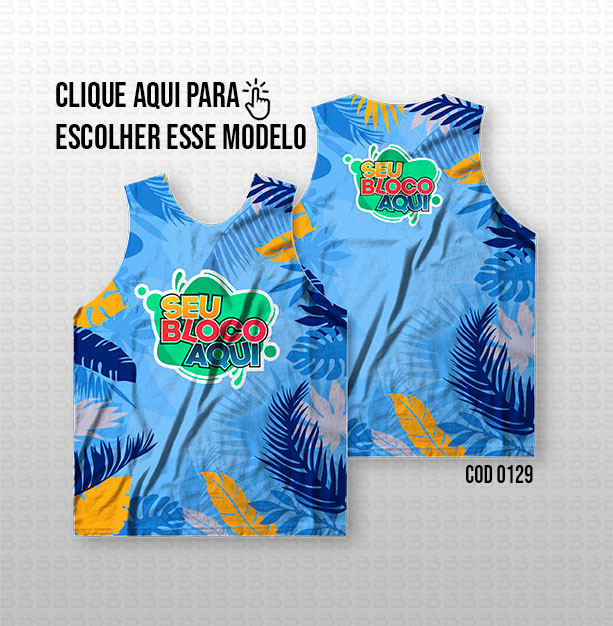 CLIQUE AQUI PARA
ESCOLHER ESSE MODELO
SEU
BLOCO
AQUI
SEU
BLOCO
AQUI
COD 0129